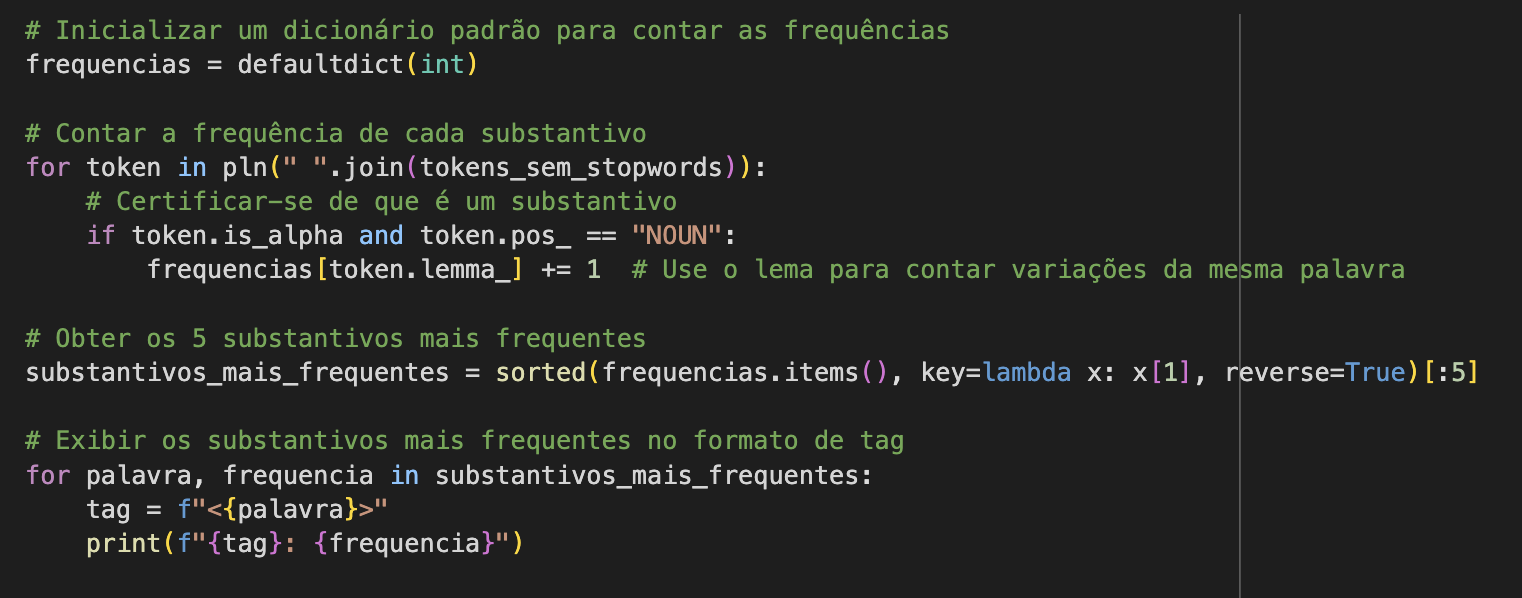 # Inicializar um dicionário padrão para contar as frequências
frequencias = defaultdict(int)
# Contar a frequência de cada substantivo
for token in pln(" ".join(tokens_sem_stopwords)):
    # Certificar-se de que é um substantivo
    if token.is_alpha and token.pos_ == "NOUN":
        frequencias[token.lemma_] += 1  # Use o lema para contar variações da mesma palavra
# Obter os 5 substantivos mais frequentes
substantivos_mais_frequentes = sorted(frequencias.items(), key=lambda x: x[1], reverse=True)[:5]
# Exibir os substantivos mais frequentes no formato de tag
for palavra, frequencia in substantivos_mais_frequentes:
    tag = f"<{palavra}>"
    print(f"{tag}: {frequencia}")